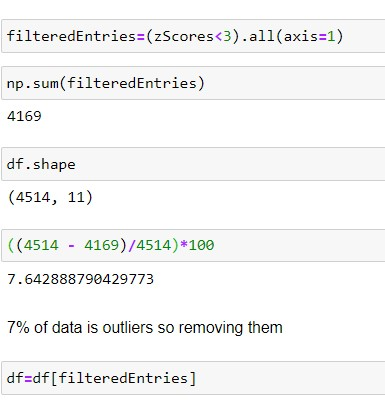 filteredEntries=(zScores<3).all(axis=1)
np.sum(filteredEntries)
4169
df.shape
(4514, 11)
((4514 - 4169)/4514)*100
7.642888790429773
7% of data is outliers so removing them
df=df[filteredEntries]